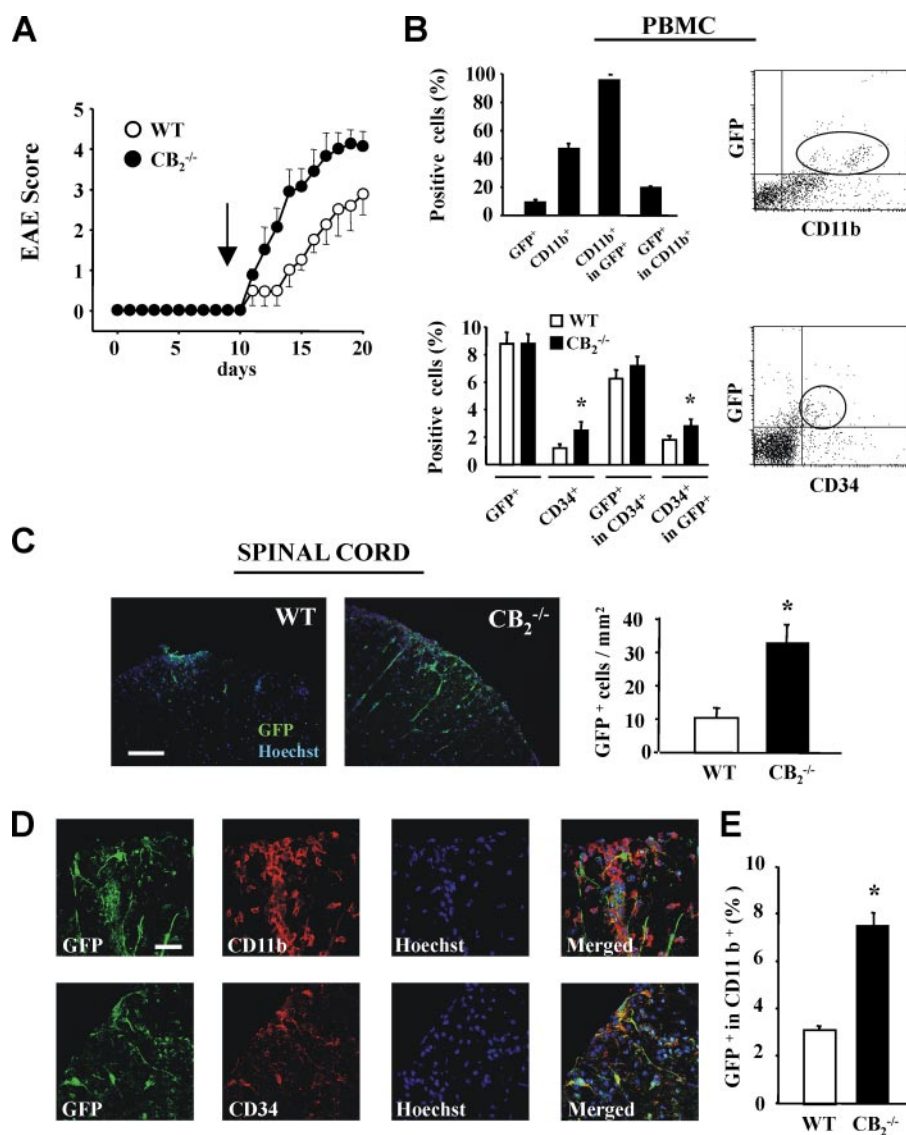 A
EAE Score
5
4
3
2
1
0
WT
CB₂⁻/⁻
0 5 10 15 20
days
B
PBMC
Positive cells (%)
100
80
60
40
20
0
GFP⁺
CD11b⁺
CD11b⁺
in GFP⁺
GFP⁺
in CD11b⁺
GFP
CD11b
Positive cells (%)
10
8
6
4
2
0
WT
CB₂⁻/⁻
*
*
GFP⁺
CD34⁺
GFP⁺
in CD34⁺
CD34⁺
in GFP⁺
GFP
CD34
C
SPINAL CORD
WT
GFP
Hoechst
CB₂⁻/⁻
GFP⁺ cells / mm²
40
30
20
10
0
*
WT CB₂⁻/⁻
D
GFP
CD11b
Hoechst
Merged
GFP
CD34
Hoechst
Merged
E
GFP⁺ in CD11b⁺ (%)
10
8
6
4
2
0
*
WT CB₂⁻/⁻